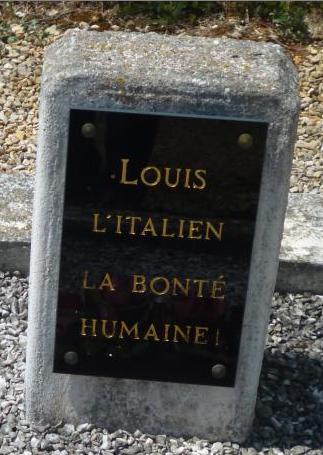 LOUIS
L'ITALIEN
LA BONTÉ
HUMAINE!